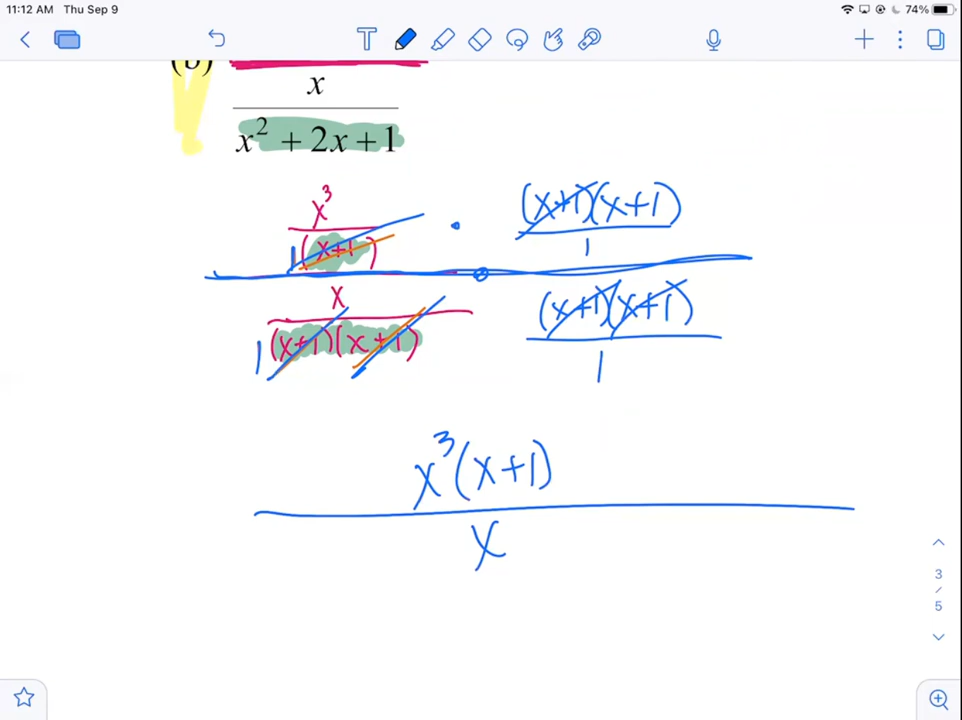 11:12 AM Thu Sep 9
74%
T
(b)
x
x² + 2x + 1
x³
(x+1)(x+1)
1(x+1) · 1
x
(x+1)(x+1)
1(x+1)(x+1)
1
x³(x+1)
x
3
5